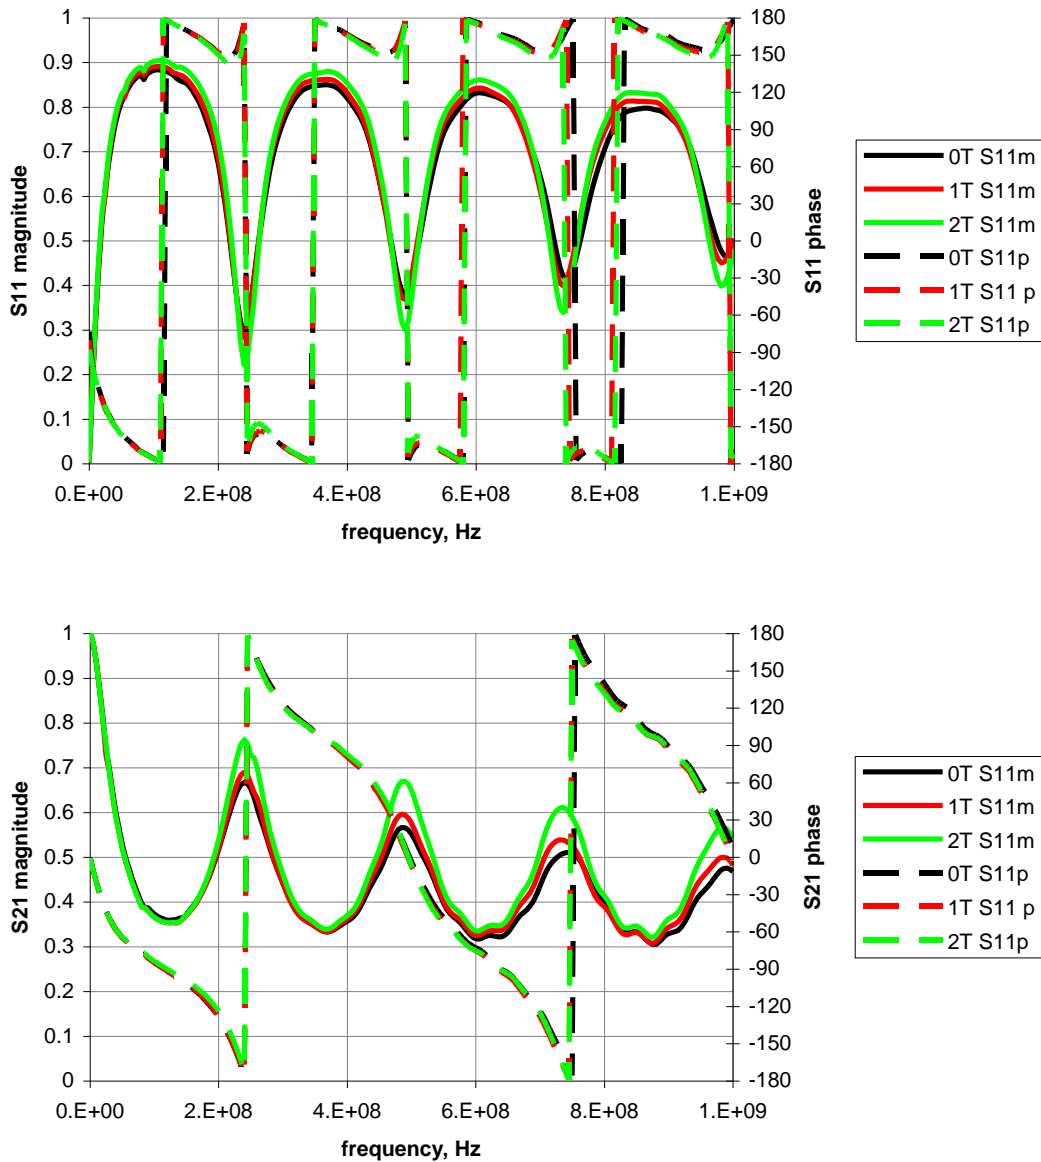 1 180
0.9 150
0.8 120
0.7 90
0.6 60
0.5 30
0.4 0
0.3 -30
0.2 -60
0.1 -90
0 -120
-150
-180
0.E+00 2.E+08 4.E+08 6.E+08 8.E+08 1.E+09
frequency, Hz
S11 magnitude
S11 phase
0T S11m
1T S11m
2T S11m
0T S11p
1T S11 p
2T S11p
1 180
0.9 150
0.8 120
0.7 90
0.6 60
0.5 30
0.4 0
0.3 -30
0.2 -60
0.1 -90
0 -120
-150
-180
0.E+00 2.E+08 4.E+08 6.E+08 8.E+08 1.E+09
frequency, Hz
S21 magnitude
S21 phase
0T S11m
1T S11m
2T S11m
0T S11p
1T S11 p
2T S11p